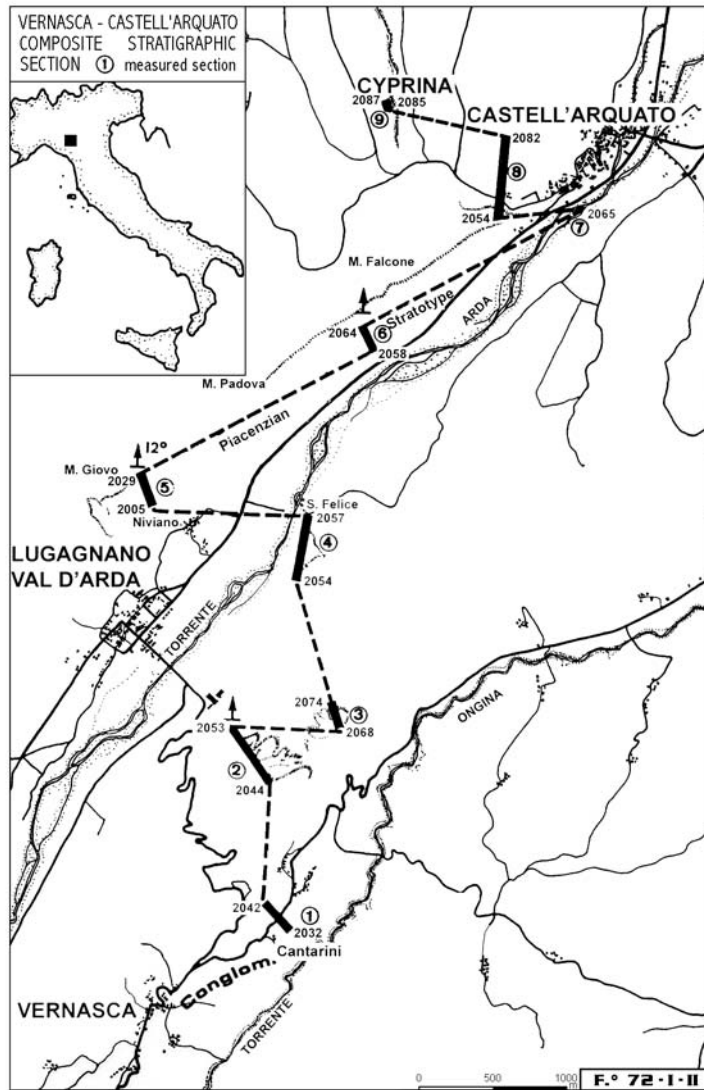 VERNASCA - CASTELL'ARQUATO
COMPOSITE STRATIGRAPHIC
SECTION ① measured section
CYPRINA
2087 2085
⑨
CASTELL'ARQUATO
2082
⑧
2054
2065
⑦
M. Falcone
Stratotype
ARDA
2064
⑥
2058
M. Padova
Piacenzian
12°
M. Giovo
2029
⑤
2005
Niviano
S. Felice
2057
④
LUGAGNANO
VAL D'ARDA
2054
TORRENTE
ONGINA
2074
③
2053
2068
②
2044
2042
①
2032
Cantarini
Conglom.
VERNASCA
TORRENTE
0 500 1000
m
F.° 72 - I - II